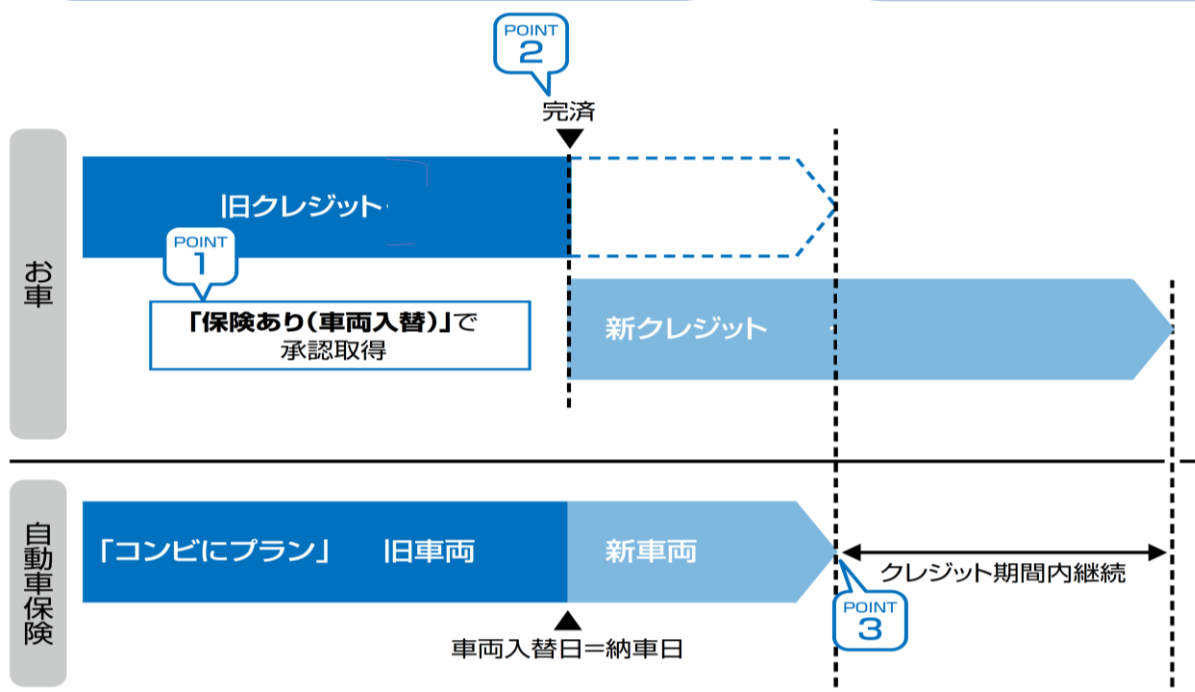 POINT
2
完済
お車
旧クレジット
POINT
1
「保険あり(車両入替)」で
承認取得
新クレジット
自動車保険
「コンビにプラン」 旧車両
新車両
クレジット期間内継続
POINT
3
車両入替日=納車日